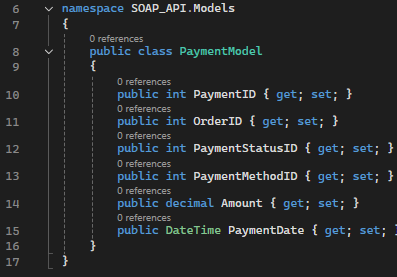 6 namespace SOAP_API.Models
7 {
0 references
8 public class PaymentModel
9 {
0 references
10 public int PaymentID { get; set; }
0 references
11 public int OrderID { get; set; }
0 references
12 public int PaymentStatusID { get; set; }
0 references
13 public int PaymentMethodID { get; set; }
0 references
14 public decimal Amount { get; set; }
0 references
15 public DateTime PaymentDate { get; set; }
16 }
17 }